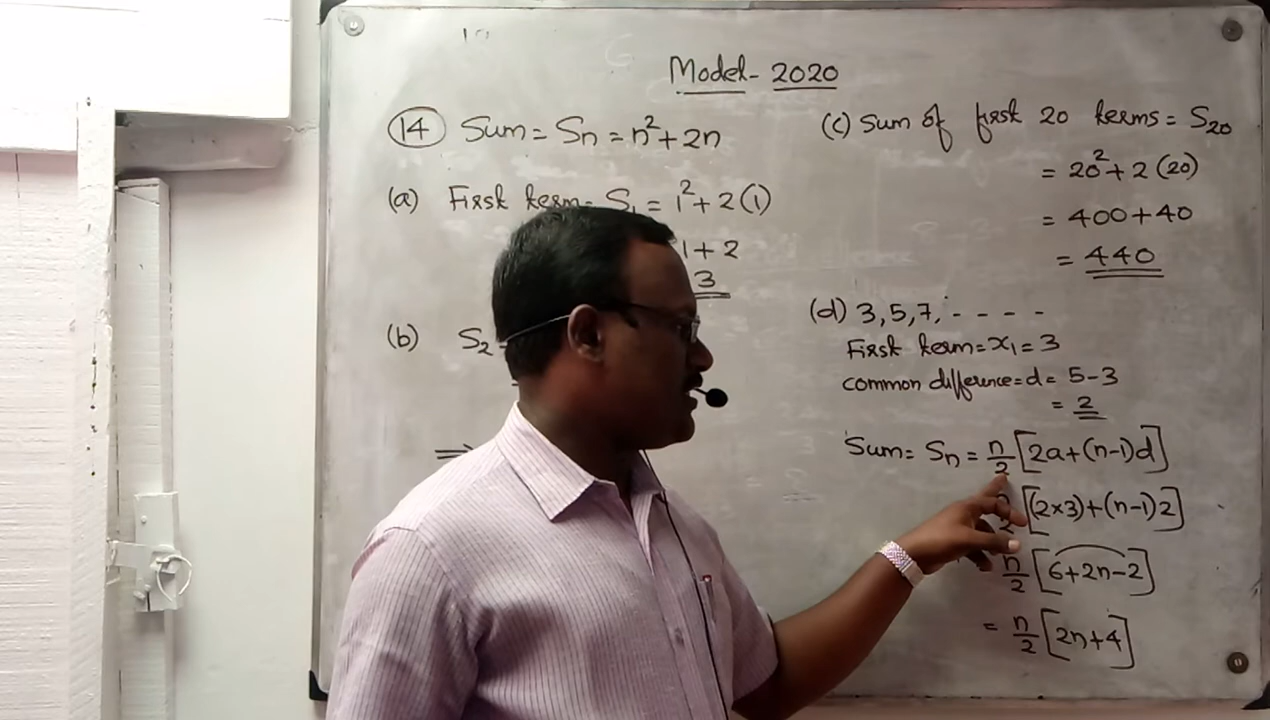 Model - 2020
14 Sum = Sn = n² + 2n
(a) First term = S₁ = 1² + 2(1)
1 + 2
3
(b) S₂
⇒
(c) Sum of first 20 terms = S₂₀
= 20² + 2(20)
= 400 + 40
= 440
(d) 3, 5, 7, - - - -
First term = x₁ = 3
common difference = d = 5 - 3
= 2
Sum = Sn = n/2 [2a + (n-1)d]
n/2 [(2×3) + (n-1)2]
n/2 [6 + 2n - 2]
= n/2 [2n + 4]